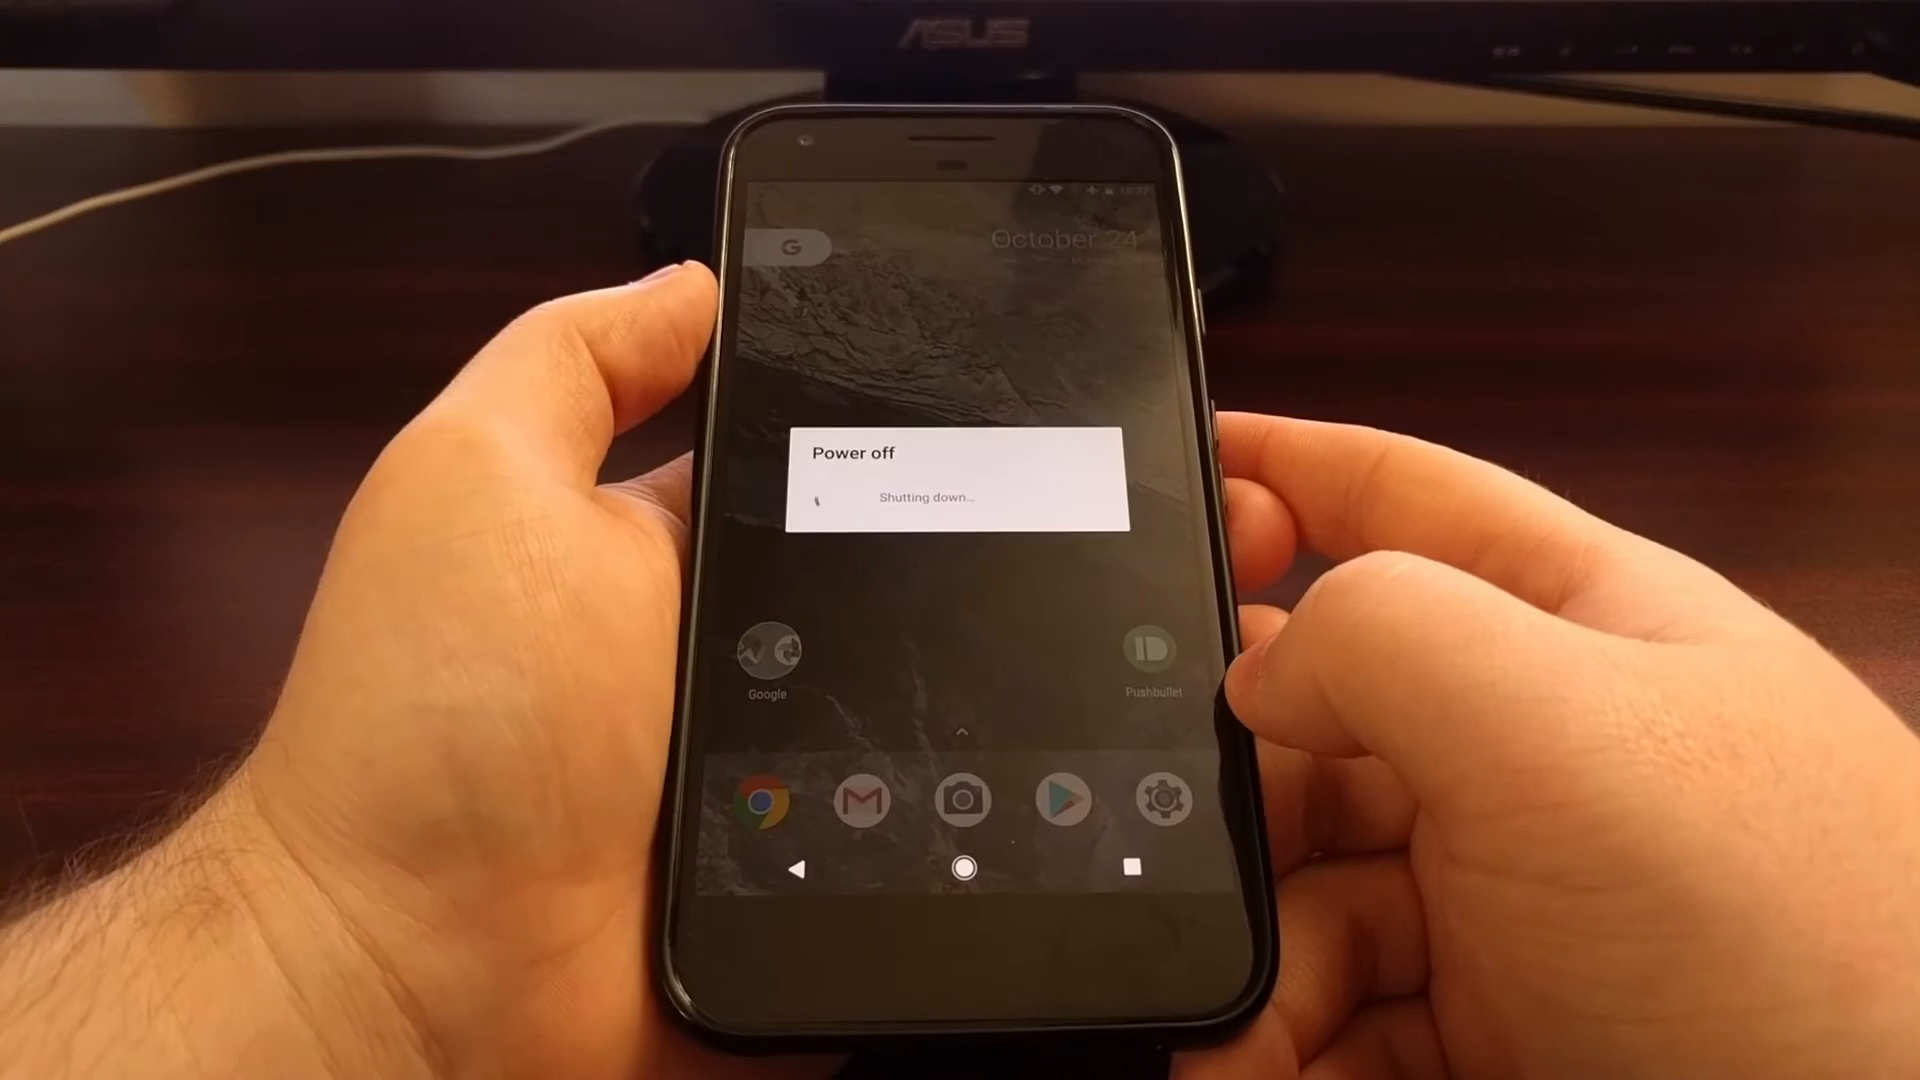 ASUS
G
October 24
Power off
Shutting down...
Google
Pushbullet